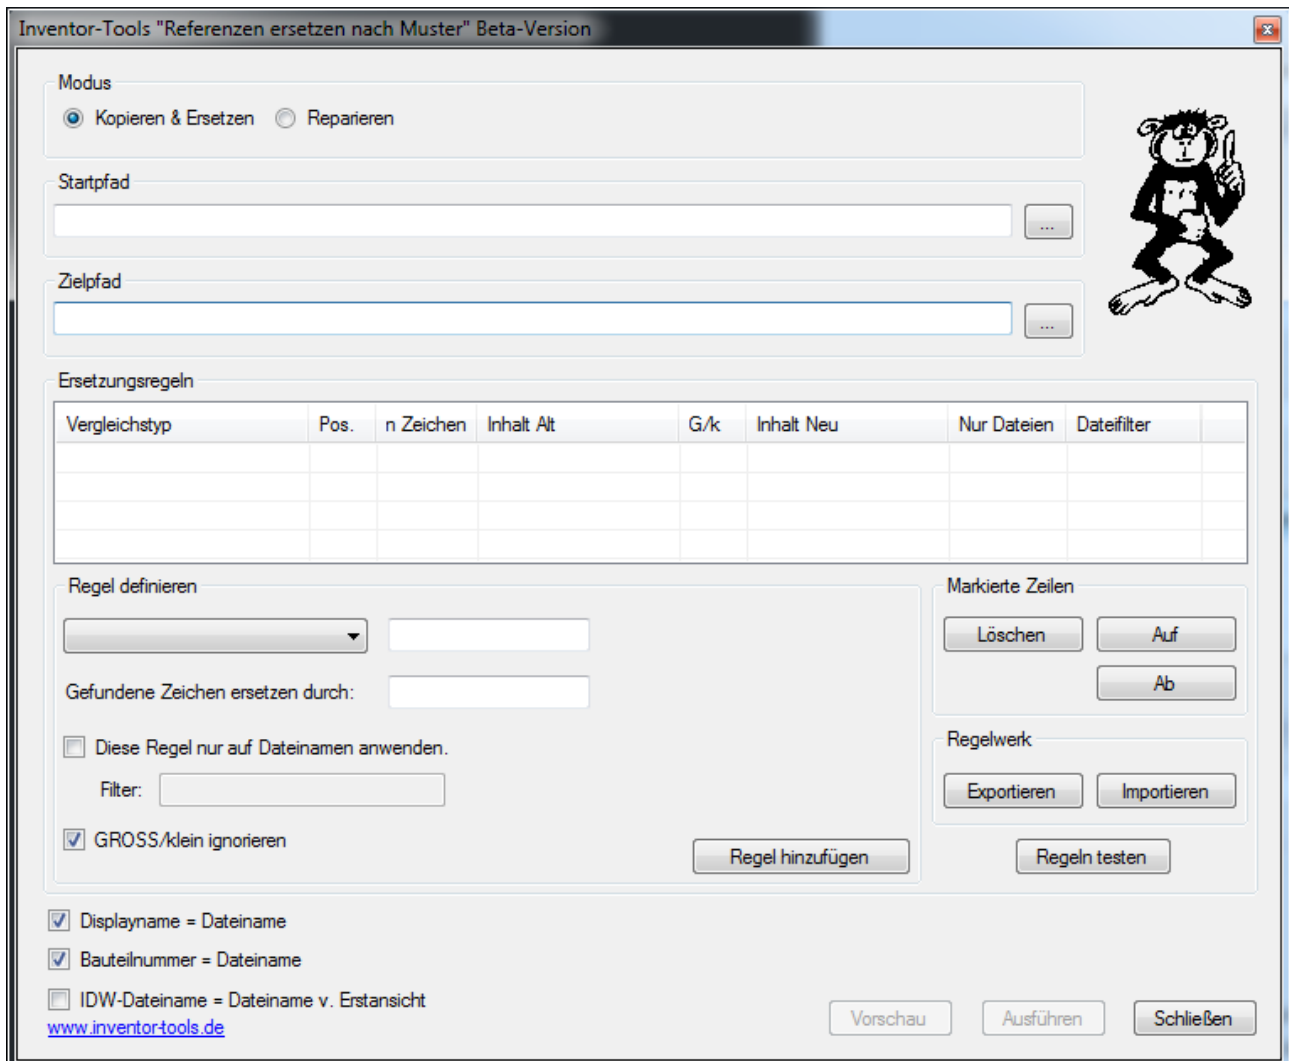 Inventor-Tools "Referenzen ersetzen nach Muster" Beta-Version
Modus
Kopieren & Ersetzen Reparieren
Startpfad
...
Zielpfad
...
Ersetzungsregeln
Vergleichstyp Pos. n Zeichen Inhalt Alt G/k Inhalt Neu Nur Dateien Dateifilter
Regel definieren
Markierte Zeilen
Löschen Auf
Gefundene Zeichen ersetzen durch:
Ab
Diese Regel nur auf Dateinamen anwenden.
Regelwerk
Filter:
Exportieren Importieren
GROSS/klein ignorieren
Regel hinzufügen
Regeln testen
Displayname = Dateiname
Bauteilnummer = Dateiname
IDW-Dateiname = Dateiname v. Erstansicht
www.inventor-tools.de
Vorschau Ausführen Schließen